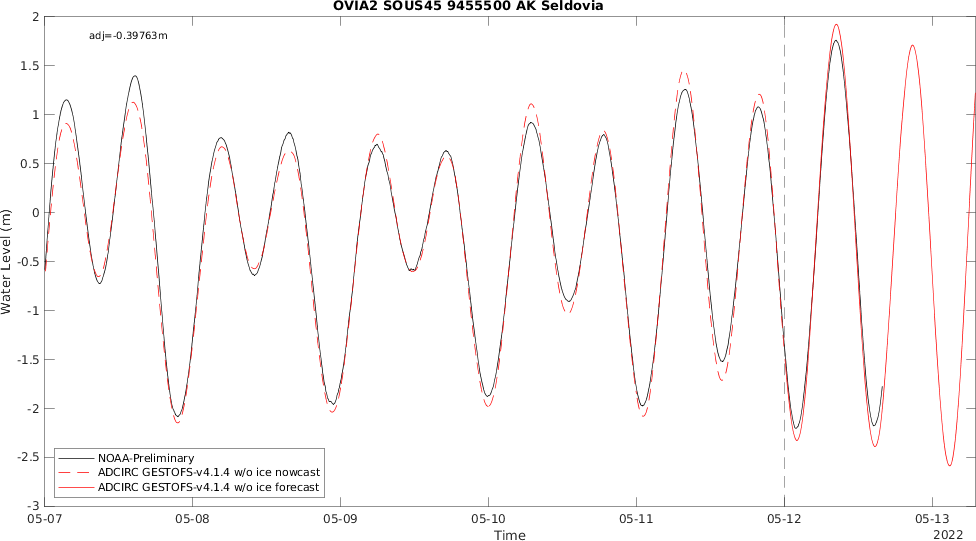 OVIA2 SOUS45 9455500 AK Seldovia
adj=-0.39763m
2
1.5
1
0.5
0
-0.5
-1
-1.5
-2
-2.5
-3
Water Level (m)
NOAA-Preliminary
ADCIRC GESTOFS-v4.1.4 w/o ice nowcast
ADCIRC GESTOFS-v4.1.4 w/o ice forecast
05-07 05-08 05-09 05-10 05-11 05-12 05-13
Time
2022